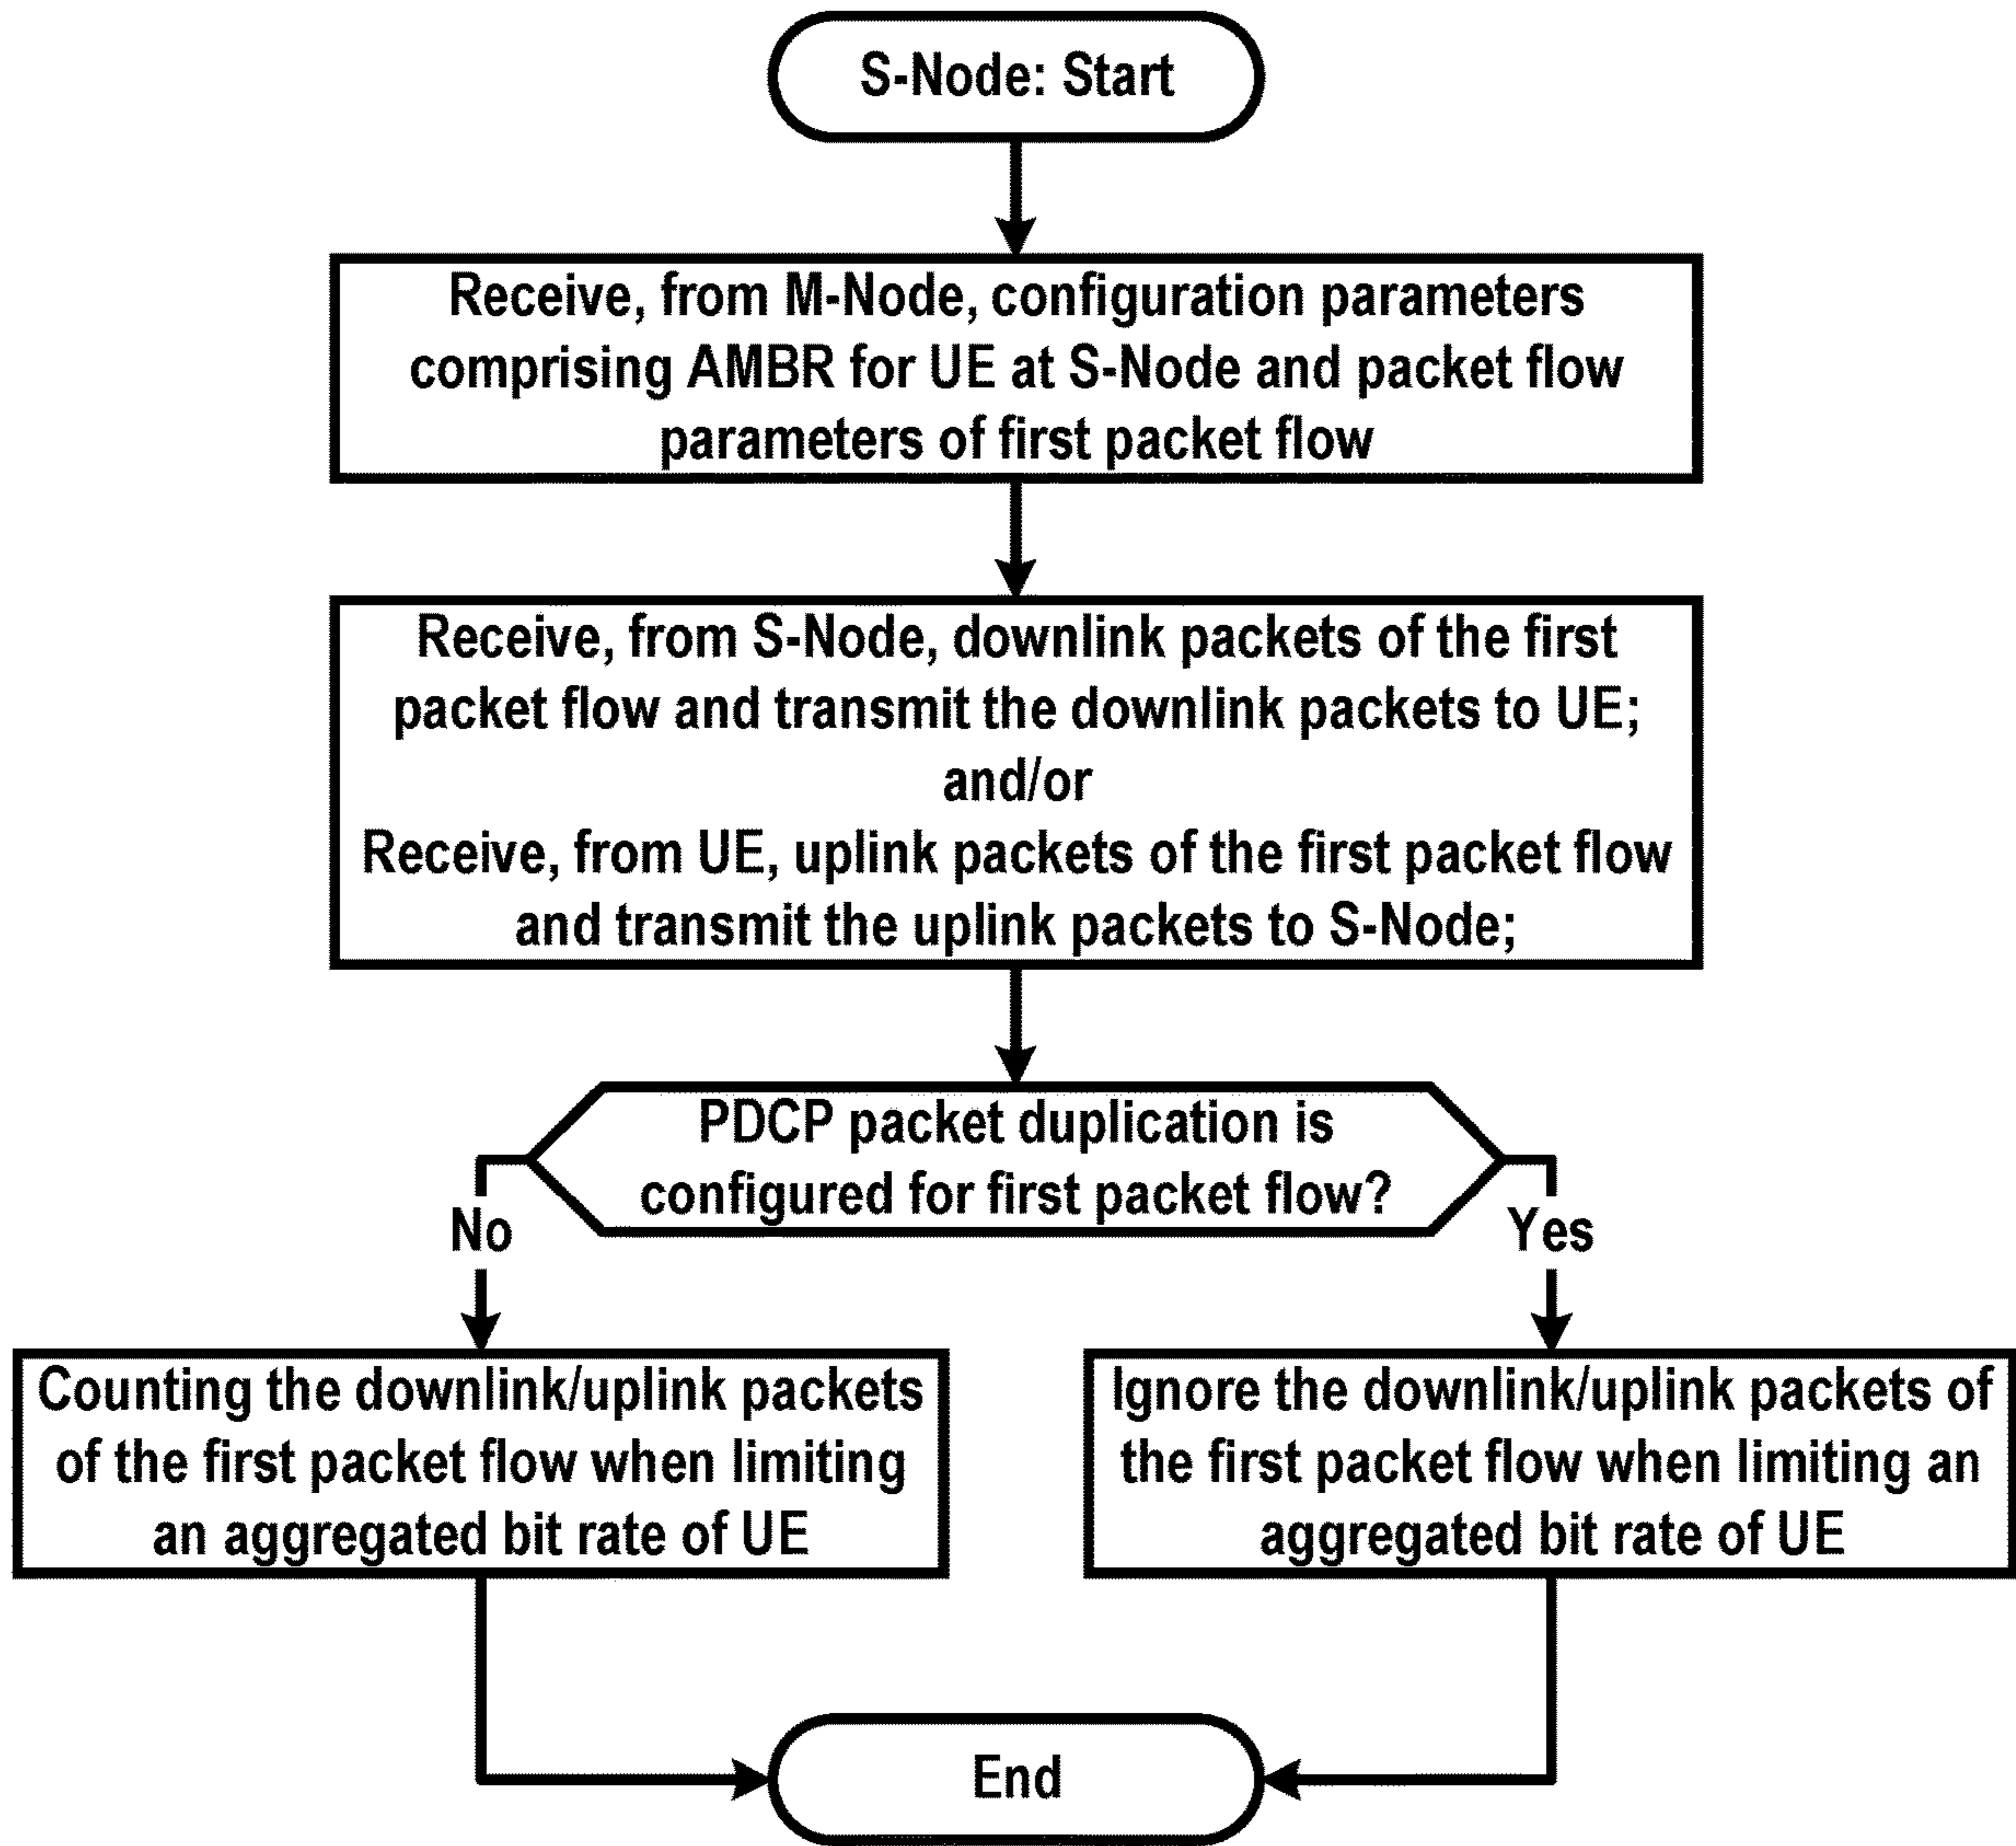 S-Node: Start
Receive, from M-Node, configuration parameters
comprising AMBR for UE at S-Node and packet flow
parameters of first packet flow
Receive, from S-Node, downlink packets of the first
packet flow and transmit the downlink packets to UE;
and/or
Receive, from UE, uplink packets of the first packet flow
and transmit the uplink packets to S-Node;
PDCP packet duplication is
configured for first packet flow?
No
Yes
Counting the downlink/uplink packets
of the first packet flow when limiting
an aggregated bit rate of UE
Ignore the downlink/uplink packets of
the first packet flow when limiting an
aggregated bit rate of UE
End